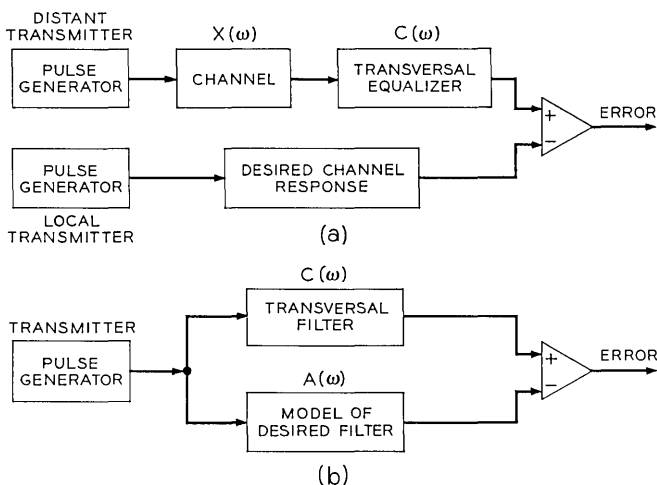 DISTANT
TRANSMITTER
X(ω)
C(ω)
PULSE
GENERATOR
CHANNEL
TRANSVERSAL
EQUALIZER
+
−
ERROR
PULSE
GENERATOR
DESIRED CHANNEL
RESPONSE
LOCAL
TRANSMITTER
(a)
C(ω)
TRANSMITTER
PULSE
GENERATOR
TRANSVERSAL
FILTER
+
−
ERROR
A(ω)
MODEL OF
DESIRED FILTER
(b)